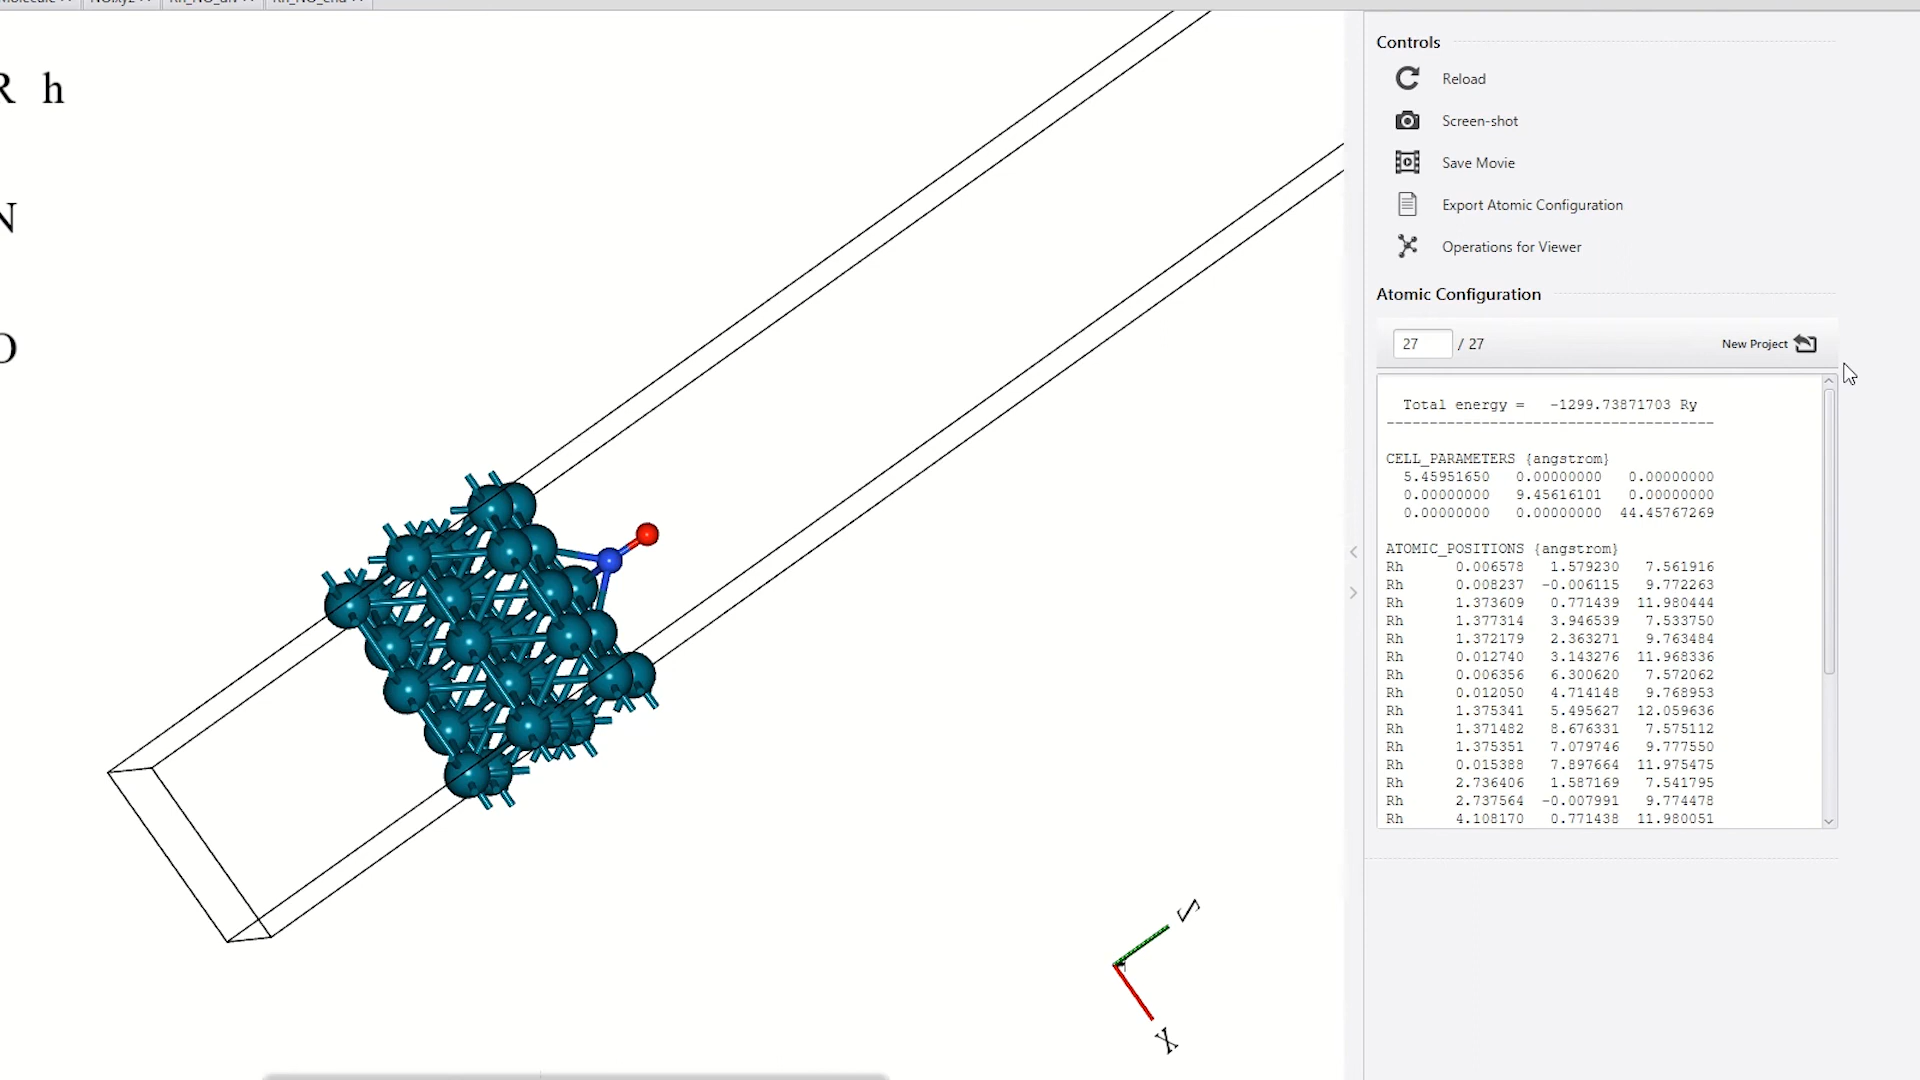 Controls
Reload
Screen-shot
Save Movie
Export Atomic Configuration
Operations for Viewer
Atomic Configuration
27 / 27 New Project
Total energy = -1299.73871703 Ry
-------------------------------------
CELL_PARAMETERS {angstrom}
5.45951650 0.00000000 0.00000000
0.00000000 9.45616101 0.00000000
0.00000000 0.00000000 44.45767269
ATOMIC_POSITIONS {angstrom}
Rh 0.006578 1.579230 7.561916
Rh 0.008237 -0.006115 9.772263
Rh 1.373609 0.771439 11.980444
Rh 1.377314 3.946539 7.533750
Rh 1.372179 2.363271 9.763484
Rh 0.012740 3.143276 11.968336
Rh 0.006356 6.300620 7.572062
Rh 0.012050 4.714148 9.768953
Rh 1.375341 5.495627 12.059636
Rh 1.371482 8.676331 7.575112
Rh 1.375351 7.079746 9.777550
Rh 0.015388 7.897664 11.975475
Rh 2.736406 1.587169 7.541795
Rh 2.737564 -0.007991 9.774478
Rh 4.108170 0.771438 11.980051
R h
N
O
X